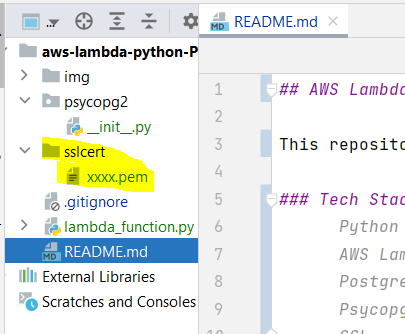 README.md
aws-lambda-python-P
img
psycopg2
__init__.py
sslcert
xxxx.pem
.gitignore
lambda_function.py
README.md
External Libraries
Scratches and Consoles
1 ## AWS Lambda
2
3 This reposito
4
5 ### Tech Stac
6 Python
7 AWS Lam
8 Postgre
9 Psycopg